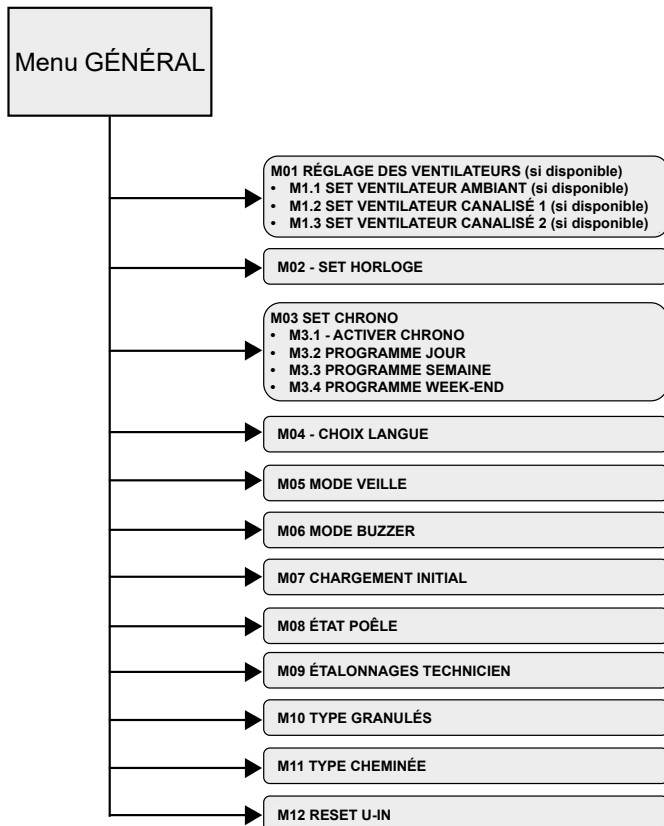 Menu GÉNÉRAL
M01 RÉGLAGE DES VENTILATEURS (si disponible)
• M1.1 SET VENTILATEUR AMBIANT (si disponible)
• M1.2 SET VENTILATEUR CANALISÉ 1 (si disponible)
• M1.3 SET VENTILATEUR CANALISÉ 2 (si disponible)
M02 - SET HORLOGE
M03 SET CHRONO
• M3.1 - ACTIVER CHRONO
• M3.2 PROGRAMME JOUR
• M3.3 PROGRAMME SEMAINE
• M3.4 PROGRAMME WEEK-END
M04 - CHOIX LANGUE
M05 MODE VEILLE
M06 MODE BUZZER
M07 CHARGEMENT INITIAL
M08 ÉTAT POÊLE
M09 ÉTALONNAGES TECHNICIEN
M10 TYPE GRANULÉS
M11 TYPE CHEMINÉE
M12 RESET U-IN